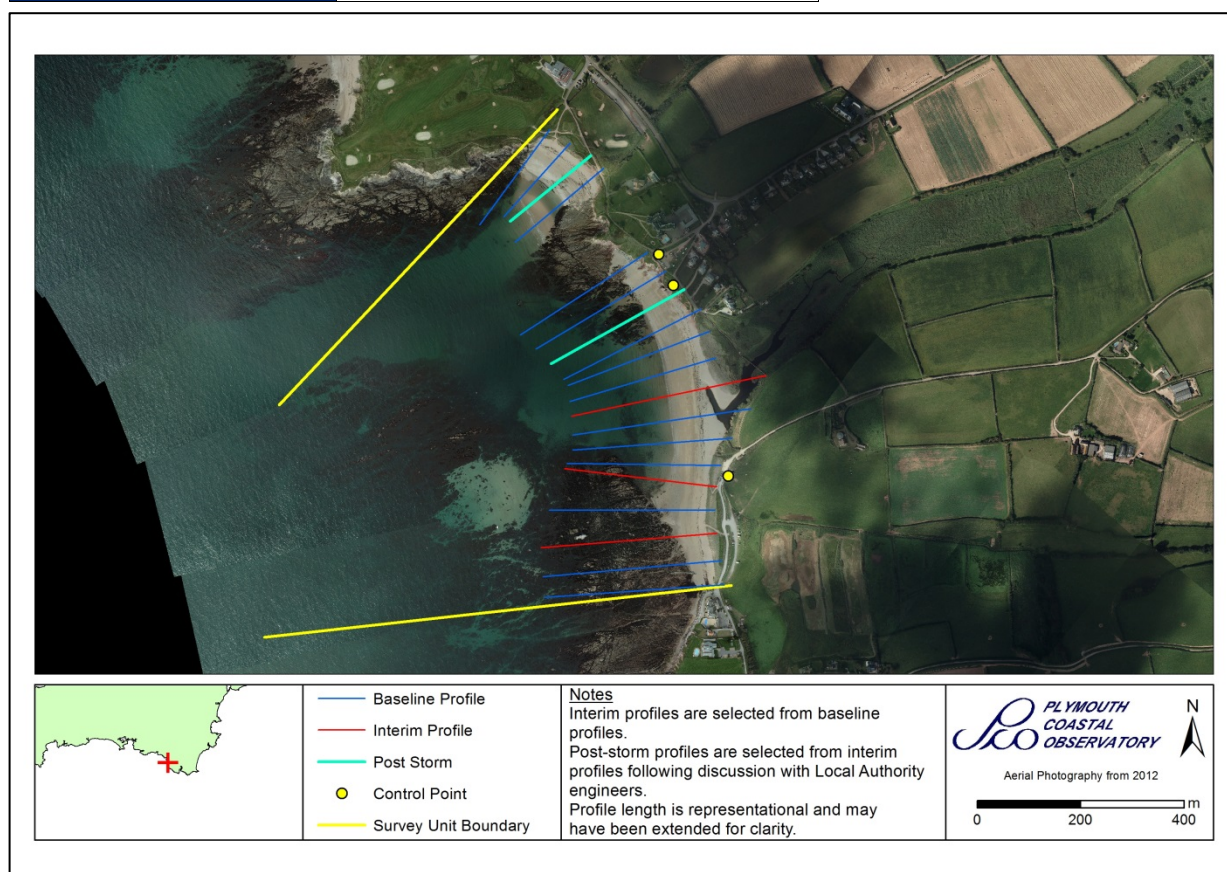 Baseline Profile
Interim Profile
Post Storm
Control Point
Survey Unit Boundary
Notes
Interim profiles are selected from baseline
profiles.
Post-storm profiles are selected from interim
profiles following discussion with Local Authority
engineers.
Profile length is representational and may
have been extended for clarity.
PLYMOUTH
COASTAL
OBSERVATORY
N
Aerial Photography from 2012
m
0 200 400